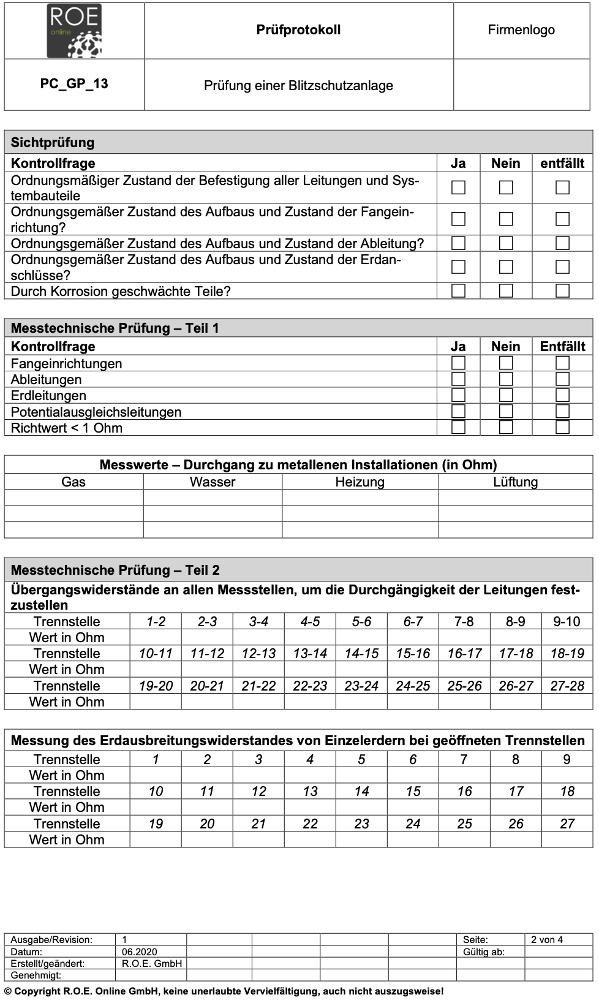 ROE
online
Prüfprotokoll
Firmenlogo
PC_GP_13
Prüfung einer Blitzschutzanlage
Sichtprüfung
Kontrollfrage Ja Nein entfällt
Ordnungsmäßiger Zustand der Befestigung aller Leitungen und Sys-
tembauteile
Ordnungsgemäßer Zustand des Aufbaus und Zustand der Fangein-
richtung?
Ordnungsgemäßer Zustand des Aufbaus und Zustand der Ableitung?
Ordnungsgemäßer Zustand des Aufbaus und Zustand der Erdan-
schlüsse?
Durch Korrosion geschwächte Teile?
Messtechnische Prüfung – Teil 1
Kontrollfrage Ja Nein Entfällt
Fangeinrichtungen
Ableitungen
Erdleitungen
Potentialausgleichsleitungen
Richtwert < 1 Ohm
Messwerte – Durchgang zu metallenen Installationen (in Ohm)
Gas Wasser Heizung Lüftung
Messtechnische Prüfung – Teil 2
Übergangswiderstände an allen Messstellen, um die Durchgängigkeit der Leitungen fest-
zustellen
Trennstelle 1-2 2-3 3-4 4-5 5-6 6-7 7-8 8-9 9-10
Wert in Ohm
Trennstelle 10-11 11-12 12-13 13-14 14-15 15-16 16-17 17-18 18-19
Wert in Ohm
Trennstelle 19-20 20-21 21-22 22-23 23-24 24-25 25-26 26-27 27-28
Wert in Ohm
Messung des Erdausbreitungswiderstandes von Einzelerdern bei geöffneten Trennstellen
Trennstelle 1 2 3 4 5 6 7 8 9
Wert in Ohm
Trennstelle 10 11 12 13 14 15 16 17 18
Wert in Ohm
Trennstelle 19 20 21 22 23 24 25 26 27
Wert in Ohm
Ausgabe/Revision: 1 Seite: 2 von 4
Datum: 06.2020 Gültig ab:
Erstellt/geändert: R.O.E. GmbH
Genehmigt:
© Copyright R.O.E. Online GmbH, keine unerlaubte Vervielfältigung, auch nicht auszugsweise!